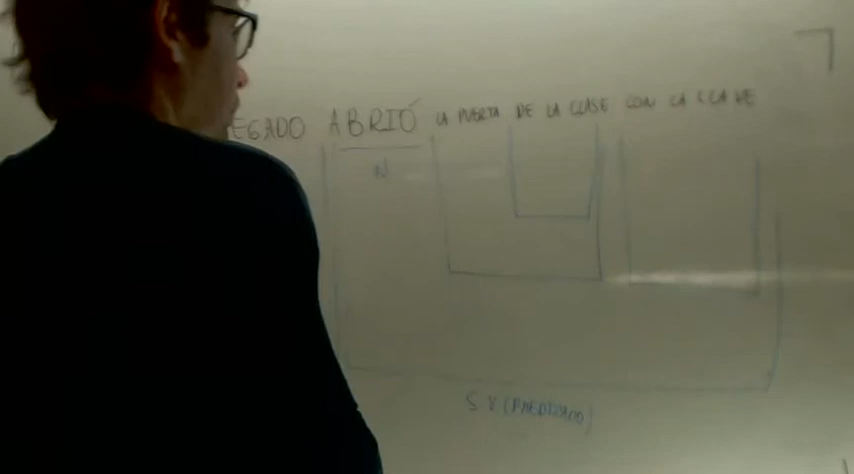 EGADO ABRIÓ LA PUERTA DE LA CLASE CON LA LLAVE
N
S.V. (PREDICADO)